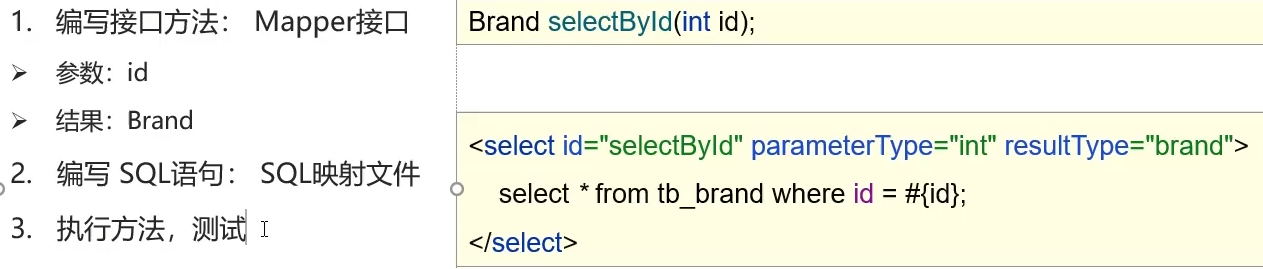 1. 编写接口方法： Mapper接口
➢ 参数：id
➢ 结果：Brand
2. 编写 SQL语句： SQL映射文件
3. 执行方法，测试
Brand selectById(int id);
<select id="selectById" parameterType="int" resultType="brand">
select * from tb_brand where id = #{id};
</select>